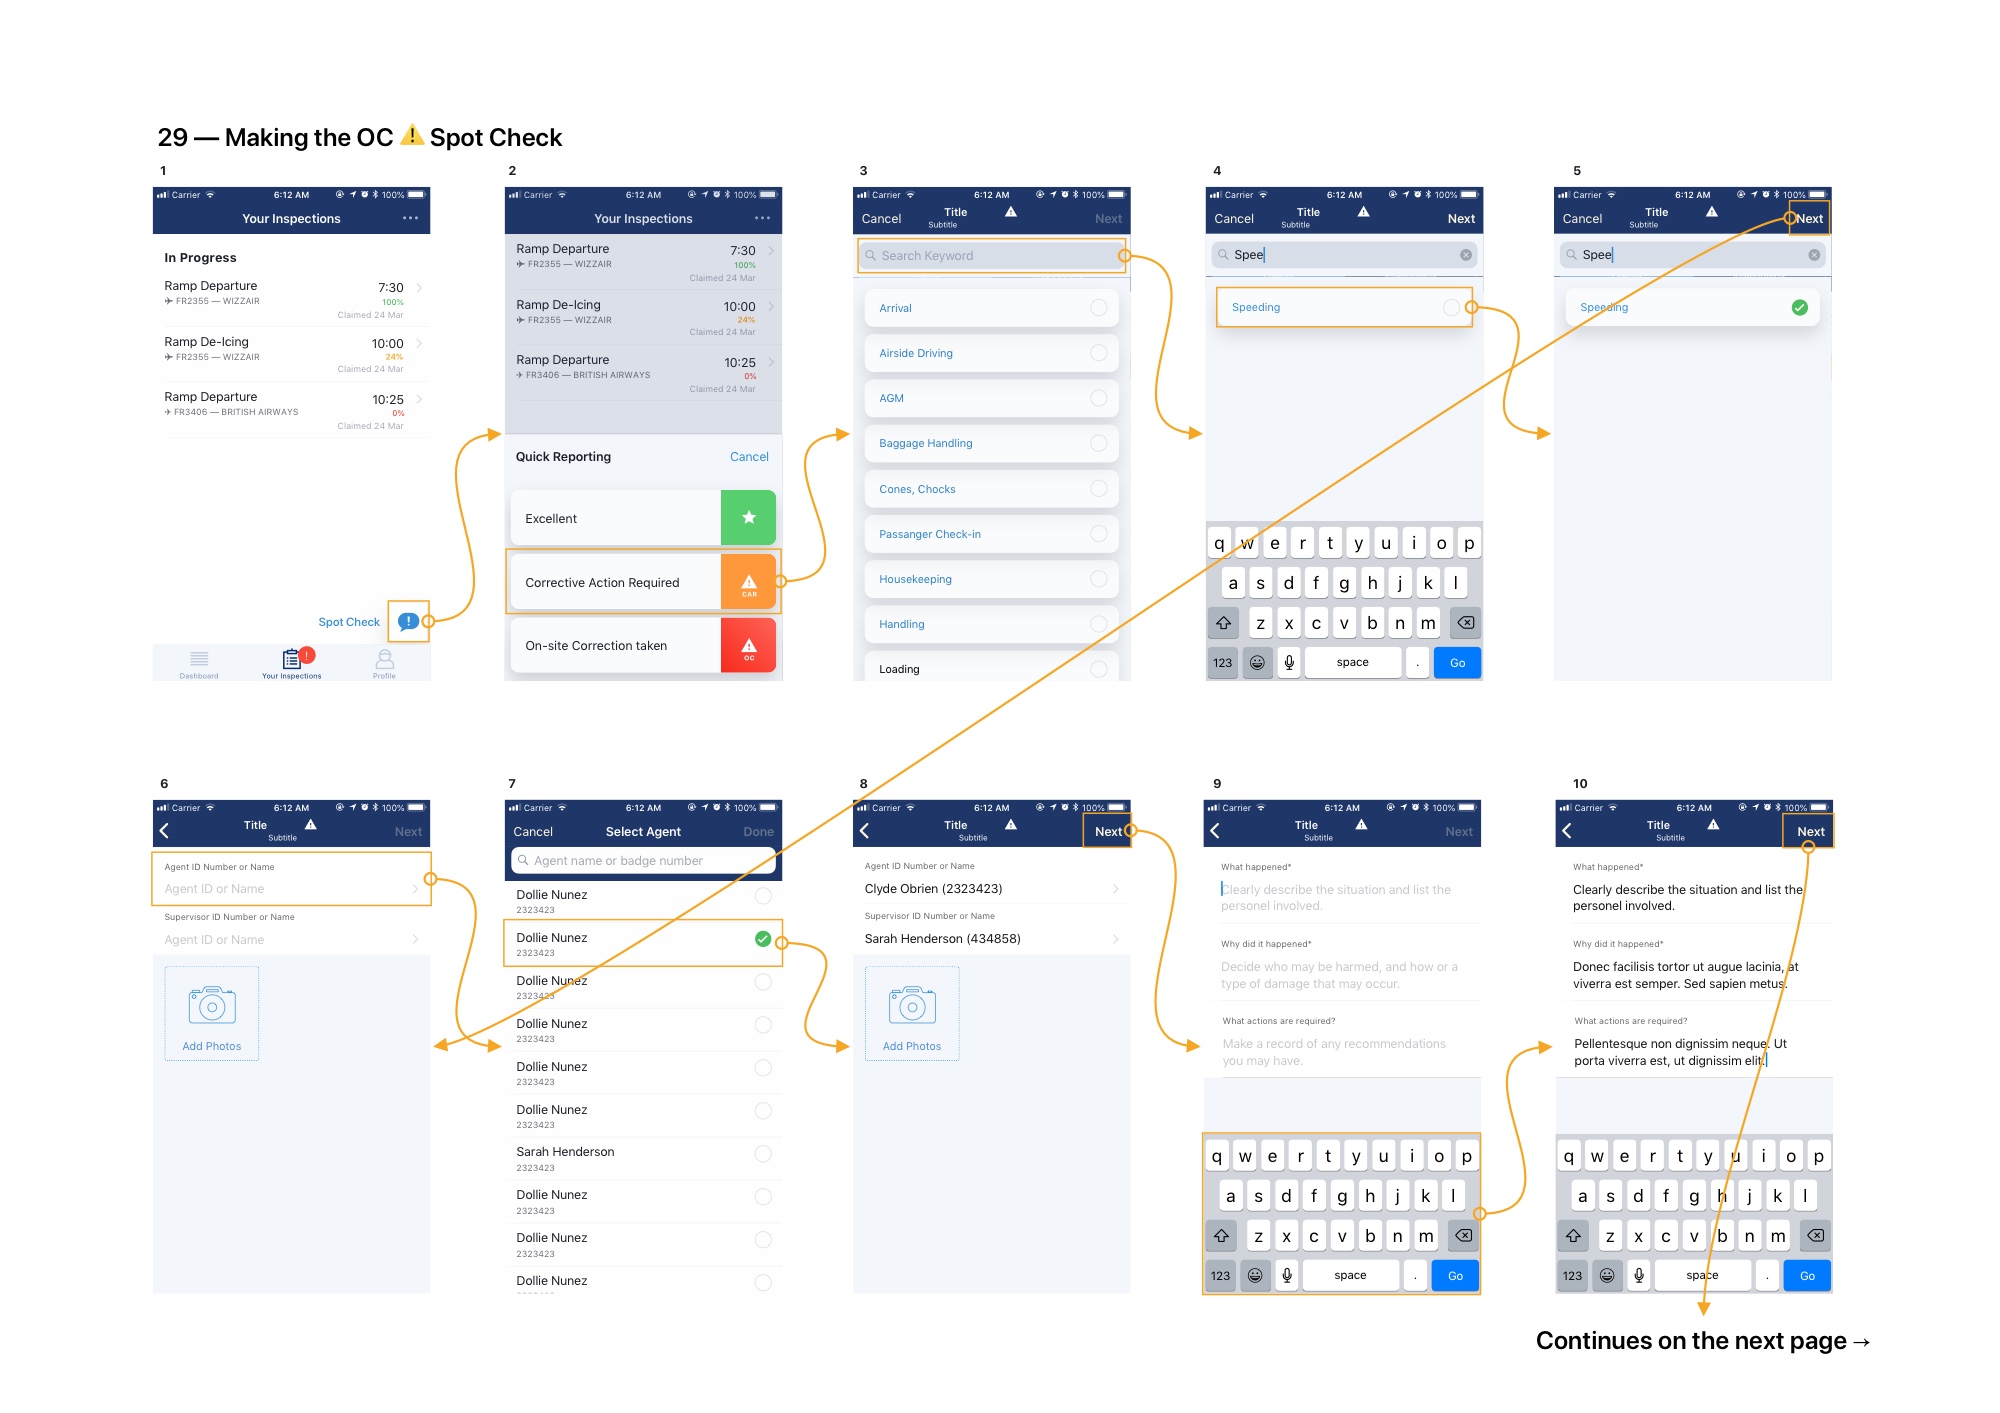 29 — Making the OC ⚠️ Spot Check
1
Carrier 6:12 AM 100%
Your Inspections
In Progress
Ramp Departure 7:30
✈ FR2355 — WIZZAIR 100%
Claimed 24 Mar
Ramp De-Icing 10:00
✈ FR2355 — WIZZAIR 24%
Claimed 24 Mar
Ramp Departure 10:25
✈ FR3406 — BRITISH AIRWAYS 0%
Claimed 24 Mar
Spot Check
Dashboard Your Inspections Profile
2
Carrier 6:12 AM 100%
Your Inspections
Ramp Departure 7:30
✈ FR2355 — WIZZAIR 100%
Claimed 24 Mar
Ramp De-Icing 10:00
✈ FR2355 — WIZZAIR 24%
Claimed 24 Mar
Ramp Departure 10:25
✈ FR3406 — BRITISH AIRWAYS 0%
Claimed 24 Mar
Quick Reporting Cancel
Excellent
Corrective Action Required
CAR
On-site Correction taken
OC
3
Carrier 6:12 AM 100%
Cancel Title Next
Subtitle
Search Keyword
Arrival
Airside Driving
AGM
Baggage Handling
Cones, Chocks
Passanger Check-in
Housekeeping
Handling
Loading
4
Carrier 6:12 AM 100%
Cancel Title Next
Subtitle
Spee
Speeding
q w e r t y u i o p
a s d f g h j k l
z x c v b n m
123 space . Go
5
Carrier 6:12 AM 100%
Cancel Title Next
Subtitle
Spee
Speeding
6
Carrier 6:12 AM 100%
Title Next
Subtitle
Agent ID Number or Name
Agent ID or Name
Supervisor ID Number or Name
Agent ID or Name
Add Photos
7
Carrier 6:12 AM 100%
Cancel Select Agent Done
Agent name or badge number
Dollie Nunez
2323423
Dollie Nunez
2323423
Dollie Nunez
2323423
Dollie Nunez
2323423
Dollie Nunez
2323423
Dollie Nunez
2323423
Sarah Henderson
2323423
Dollie Nunez
2323423
Dollie Nunez
2323423
Dollie Nunez
8
Carrier 6:12 AM 100%
Title Next
Subtitle
Agent ID Number or Name
Clyde Obrien (2323423)
Supervisor ID Number or Name
Sarah Henderson (434858)
Add Photos
9
Carrier 6:12 AM 100%
Title Next
Subtitle
What happened*
Clearly describe the situation and list the
personel involved.
Why did it happened*
Decide who may be harmed, and how or a
type of damage that may occur.
What actions are required?
Make a record of any recommendations
you may have.
q w e r t y u i o p
a s d f g h j k l
z x c v b n m
123 space . Go
10
Carrier 6:12 AM 100%
Title Next
Subtitle
What happened*
Clearly describe the situation and list the
personel involved.
Why did it happened*
Donec facilisis tortor ut augue lacinia, at
viverra est semper. Sed sapien metus.
What actions are required?
Pellentesque non dignissim neque. Ut
porta viverra est, ut dignissim elit.
q w e r t y u i o p
a s d f g h j k l
z x c v b n m
123 space . Go
Continues on the next page→